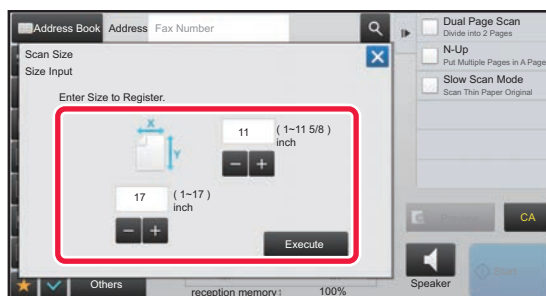 Address Book Address Fax Number
Scan Size
Size Input
Enter Size to Register.
X
Y
11 ( 1~11 5/8 )
inch
− +
17 ( 1~17 )
inch
− +
Execute
Others
reception memory: 100%
Dual Page Scan
Divide into 2 Pages
N-Up
Put Multiple Pages in A Page
Slow Scan Mode
Scan Thin Paper Original
CA
Speaker
Start